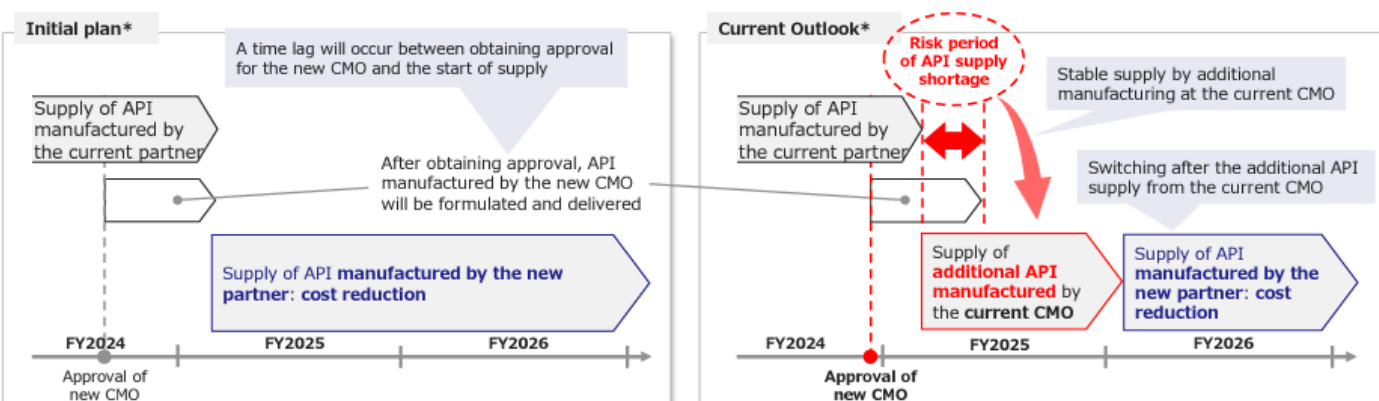 Initial plan*
A time lag will occur between obtaining approval
for the new CMO and the start of supply
Supply of API
manufactured by
the current partner
After obtaining approval, API
manufactured by the new CMO
will be formulated and delivered
Supply of API manufactured by the new
partner: cost reduction
FY2024
FY2025
FY2026
Approval of
new CMO
Current Outlook*
Risk period
of API supply
shortage
Stable supply by additional
manufacturing at the current CMO
Supply of API
manufactured by
the current partner
Switching after the additional API
supply from the current CMO
Supply of
additional API
manufactured by
the current CMO
Supply of API
manufactured by the
new partner: cost
reduction
FY2024
FY2025
FY2026
Approval of
new CMO